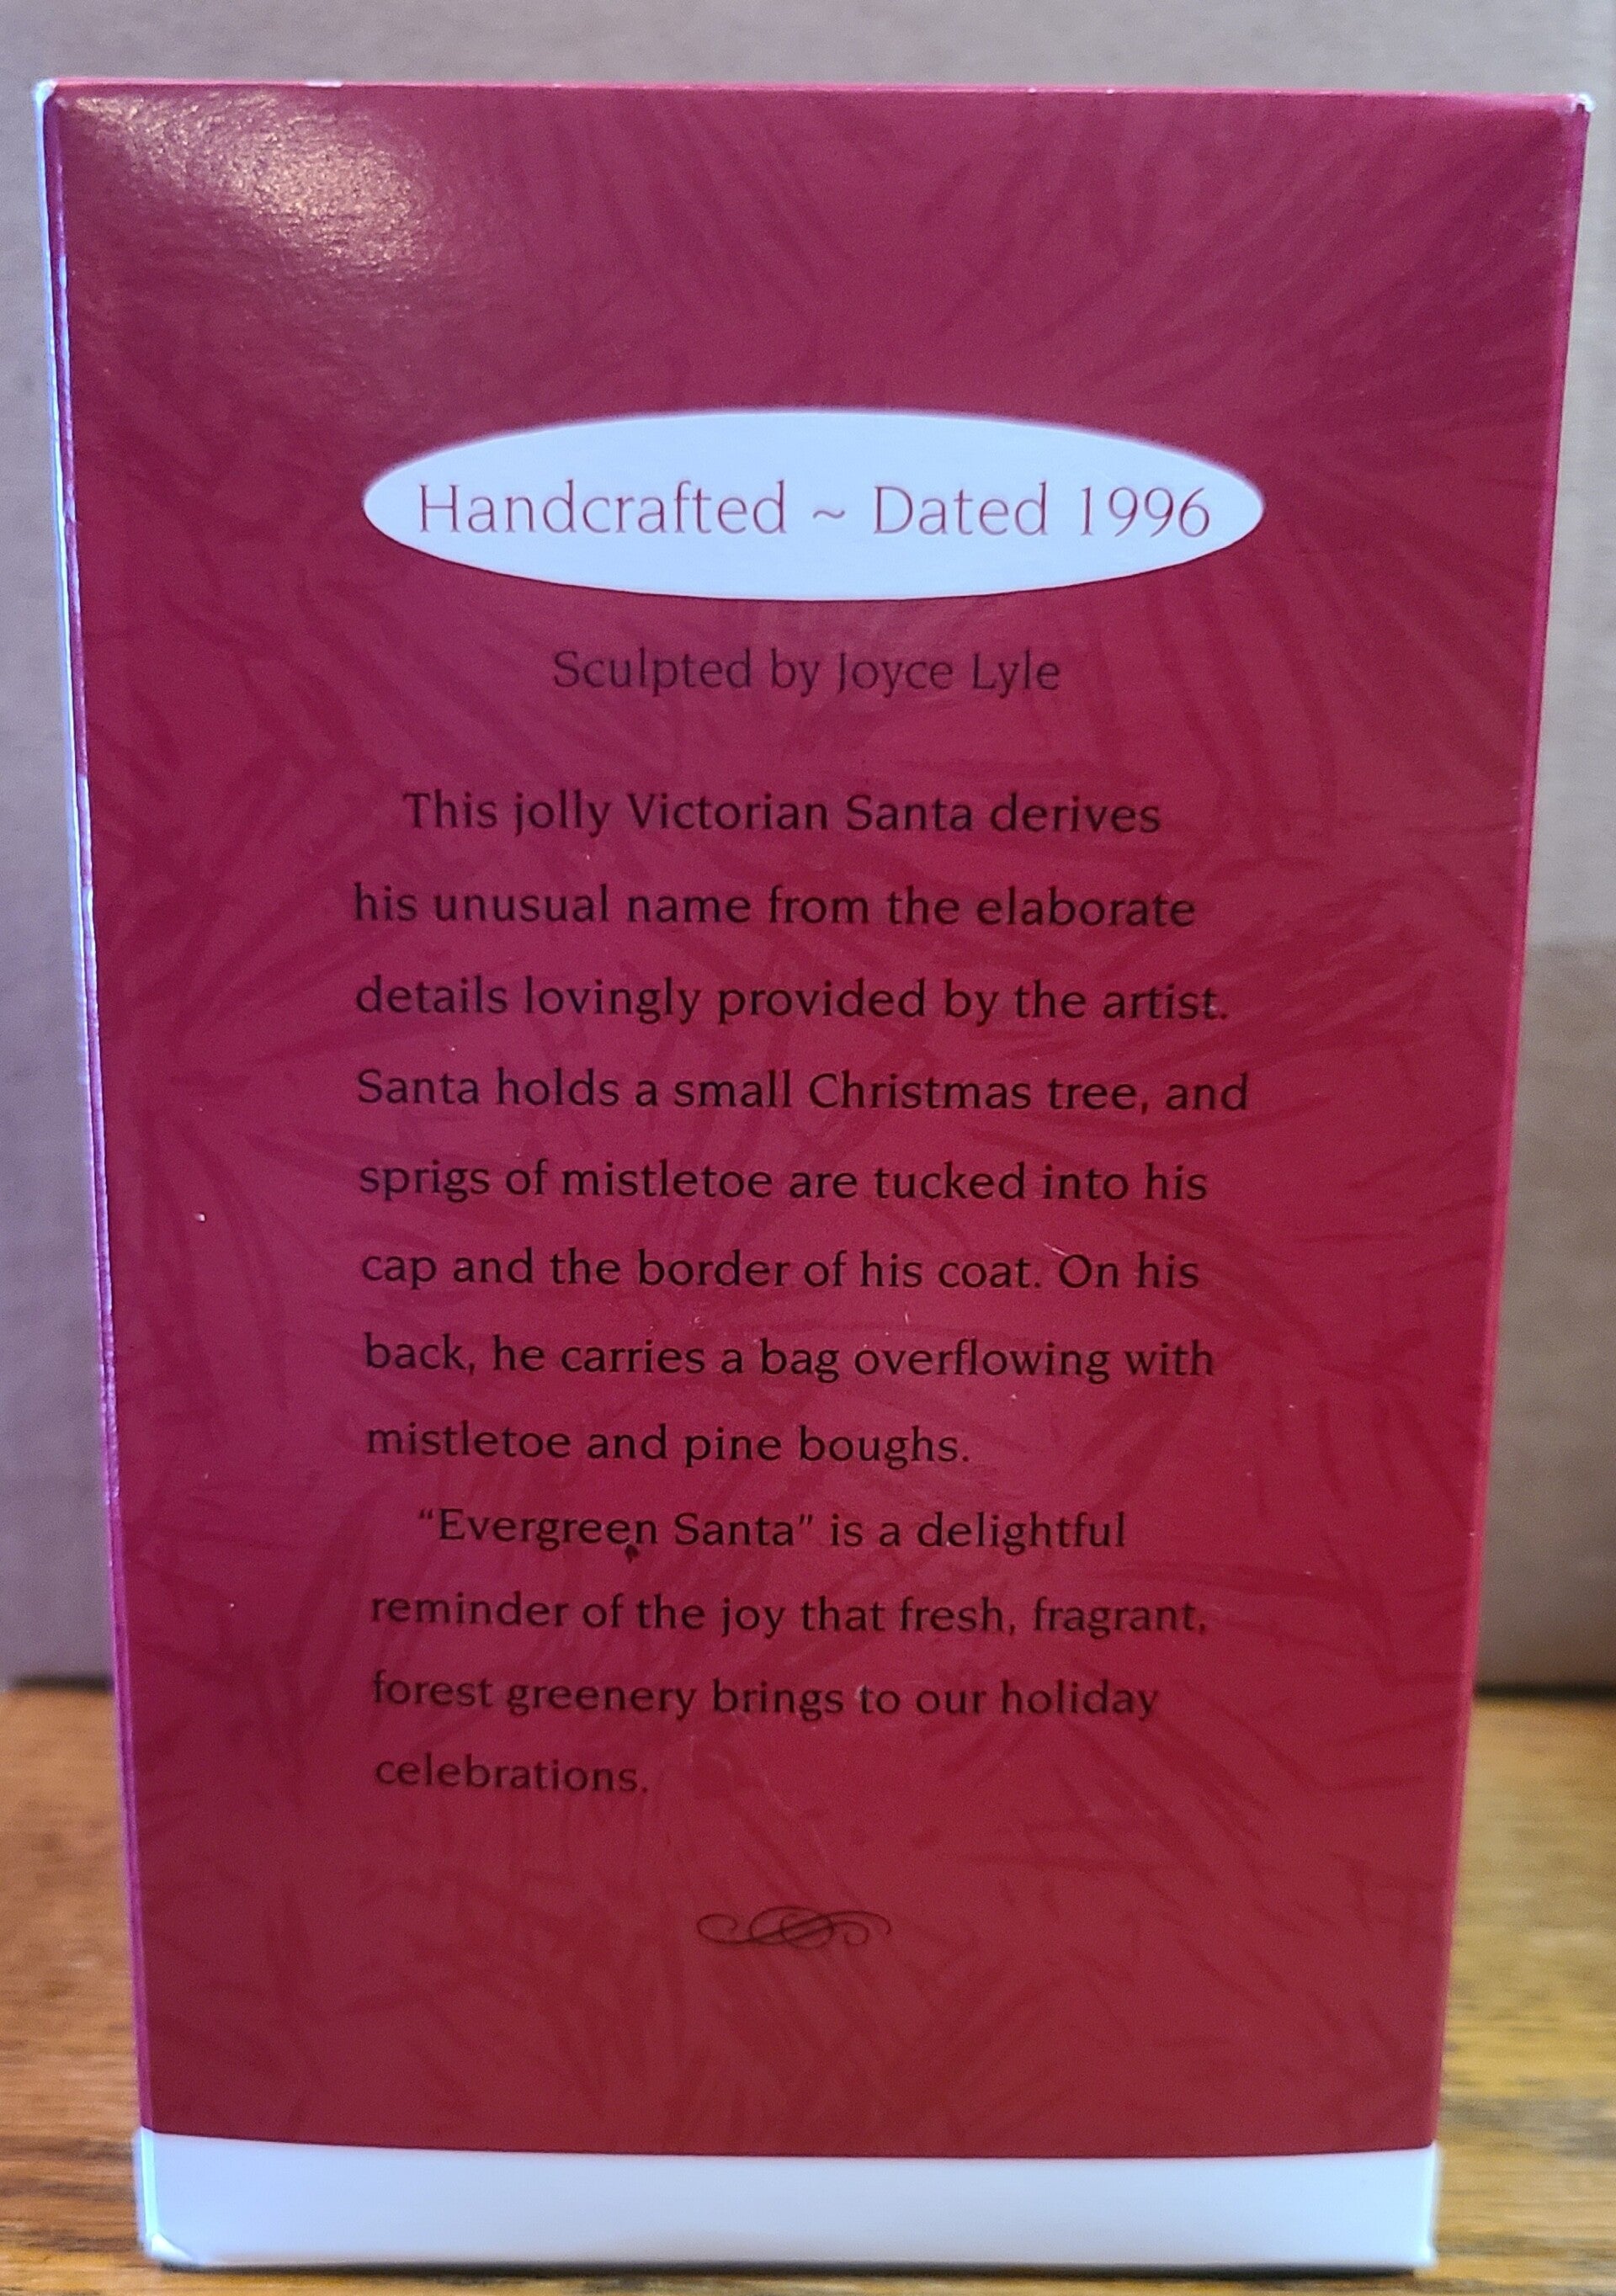 Handcrafted ~ Dated 1996
Sculpted by Joyce Lyle
This jolly Victorian Santa derives
his unusual name from the elaborate
details lovingly provided by the artist.
Santa holds a small Christmas tree, and
sprigs of mistletoe are tucked into his
cap and the border of his coat. On his
back, he carries a bag overflowing with
mistletoe and pine boughs.
“Evergreen Santa” is a delightful
reminder of the joy that fresh, fragrant,
forest greenery brings to our holiday
celebrations.